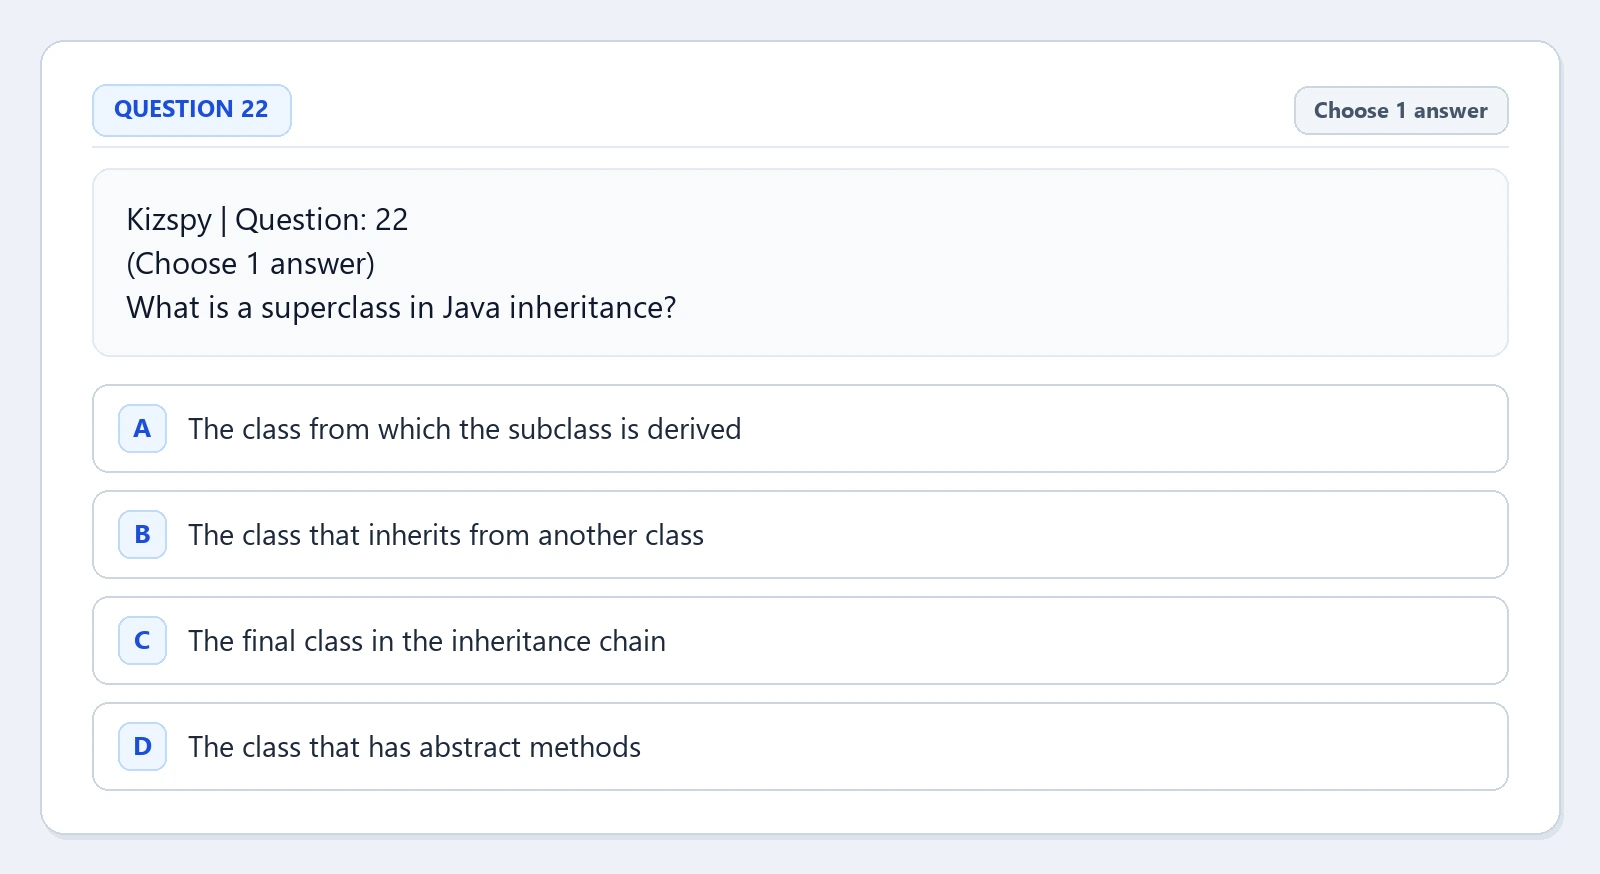 QUESTION 22
Choose 1 answer
Kizspy | Question: 22
(Choose 1 answer)
What is a superclass in Java inheritance?
A The class from which the subclass is derived
B The class that inherits from another class
C The final class in the inheritance chain
D The class that has abstract methods